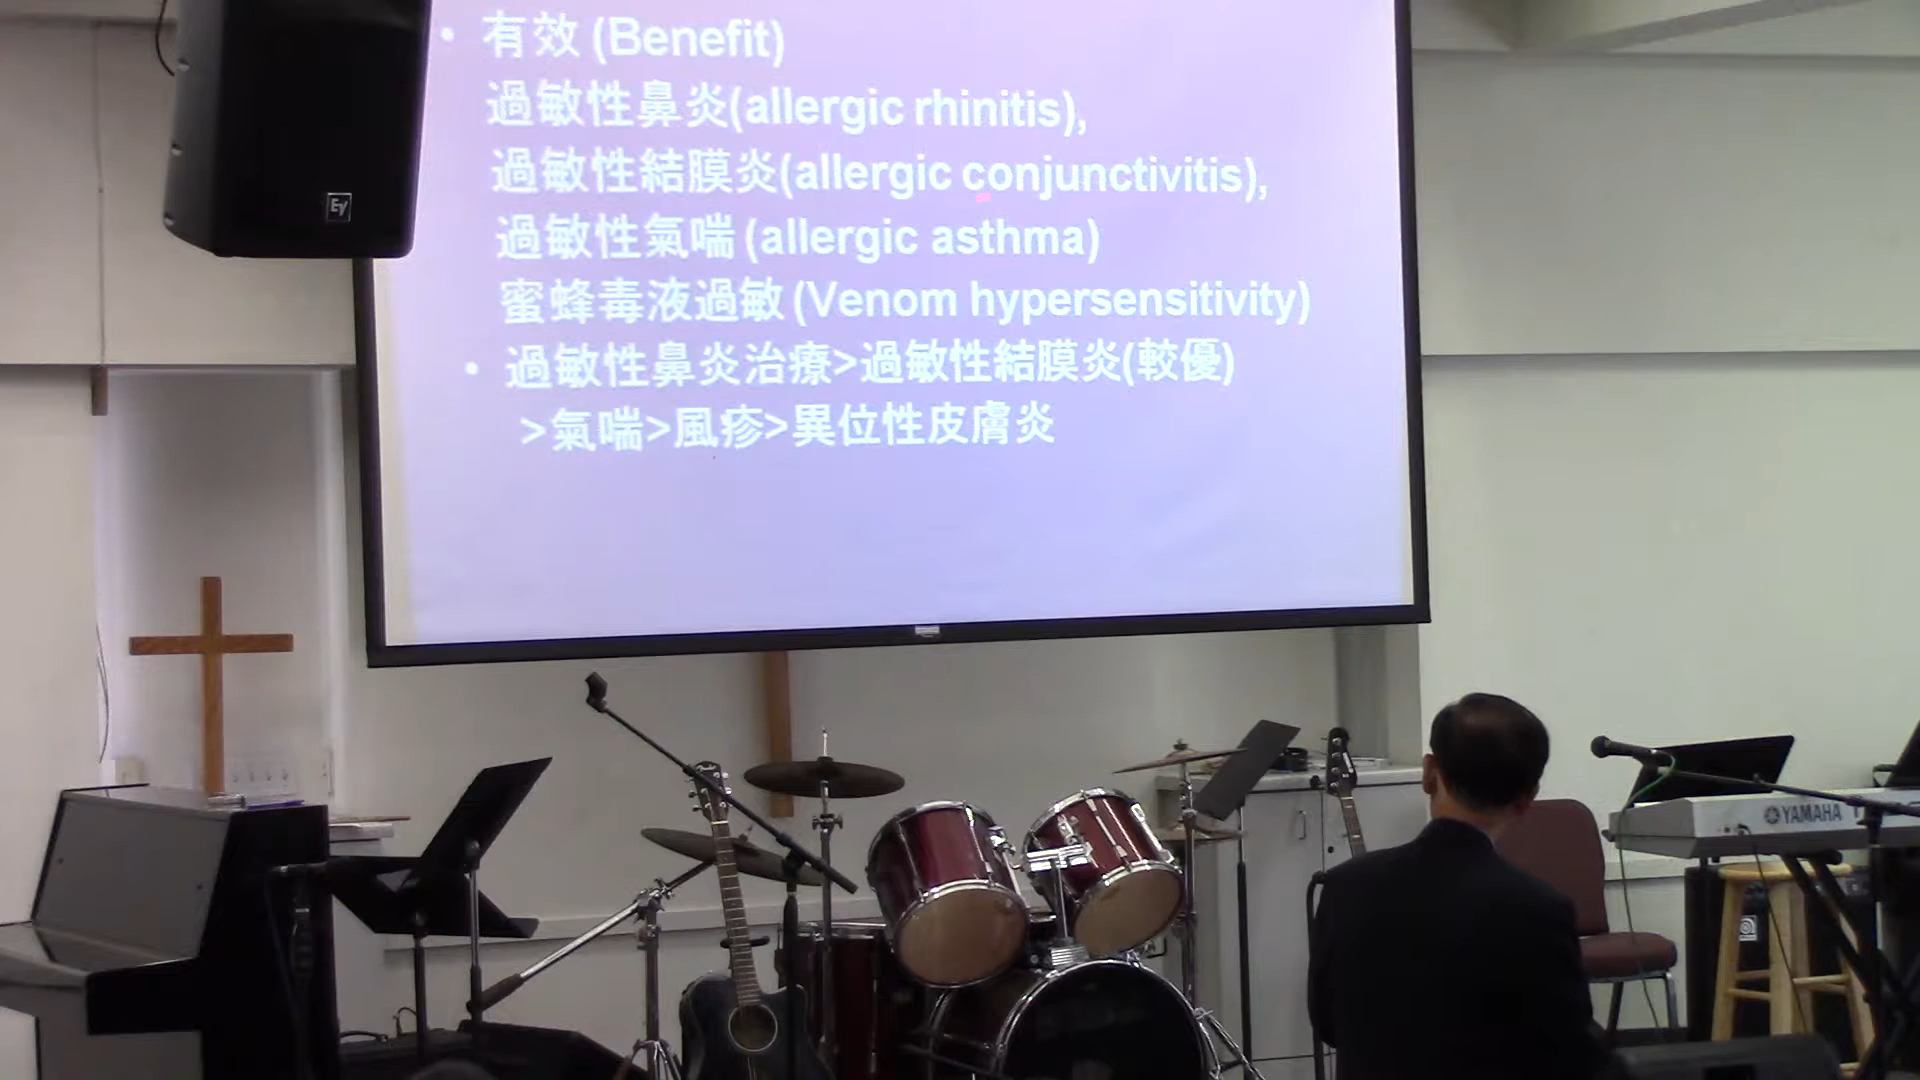 • 有效 (Benefit)
過敏性鼻炎(allergic rhinitis),
過敏性結膜炎(allergic conjunctivitis),
過敏性氣喘 (allergic asthma)
蜜蜂毒液過敏 (Venom hypersensitivity)
• 過敏性鼻炎治療>過敏性結膜炎(較優)
>氣喘>風疹>異位性皮膚炎
EV
Fender
YAMAHA